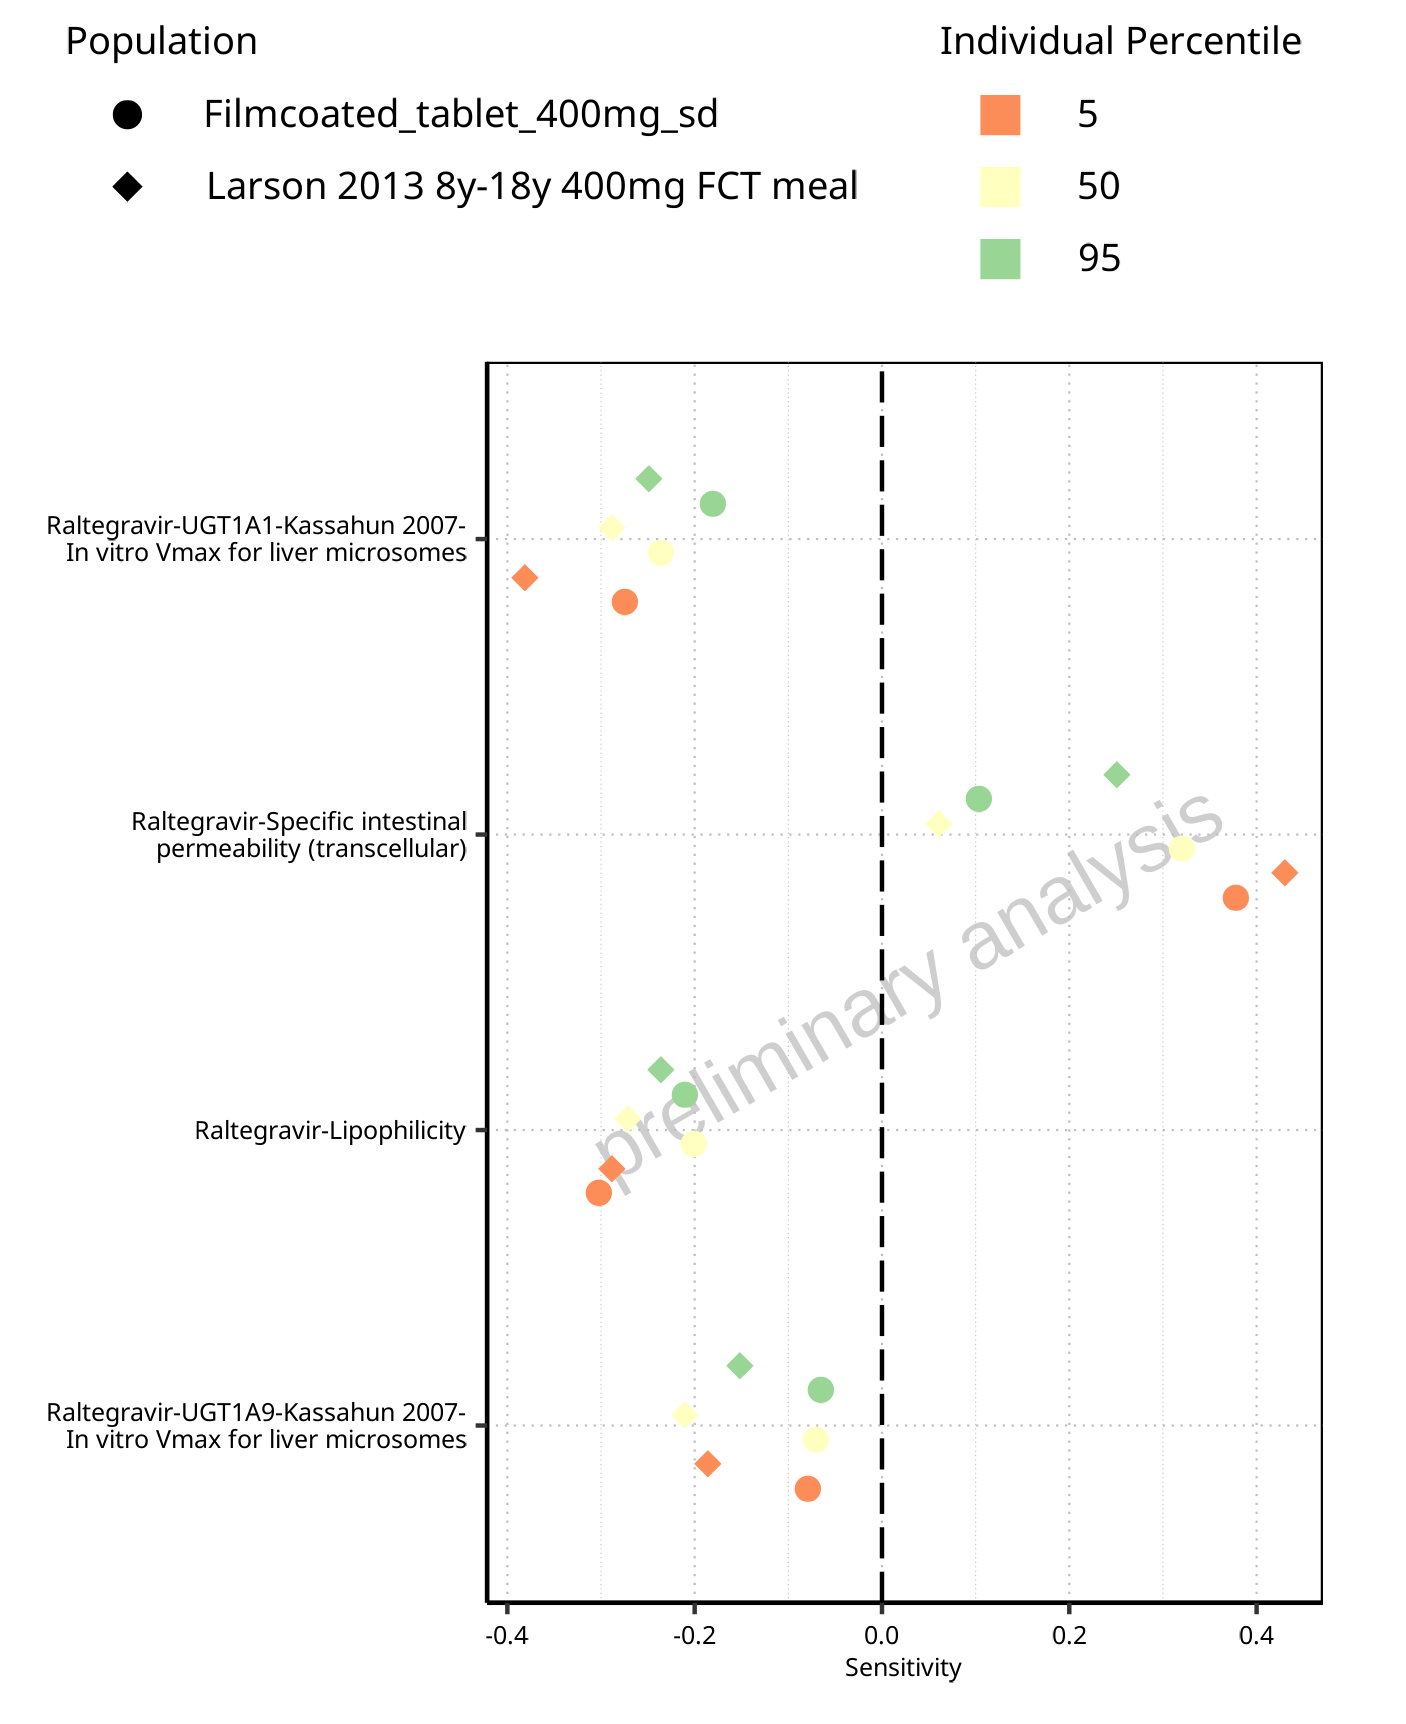 Population
Filmcoated_tablet_400mg_sd
Larson 2013 8y-18y 400mg FCT meal
Individual Percentile
5
50
95
Raltegravir-UGT1A1-Kassahun 2007-
In vitro Vmax for liver microsomes
Raltegravir-Specific intestinal
permeability (transcellular)
Raltegravir-Lipophilicity
Raltegravir-UGT1A9-Kassahun 2007-
In vitro Vmax for liver microsomes
preliminary analysis
-0.4
-0.2
0.0
0.2
0.4
Sensitivity